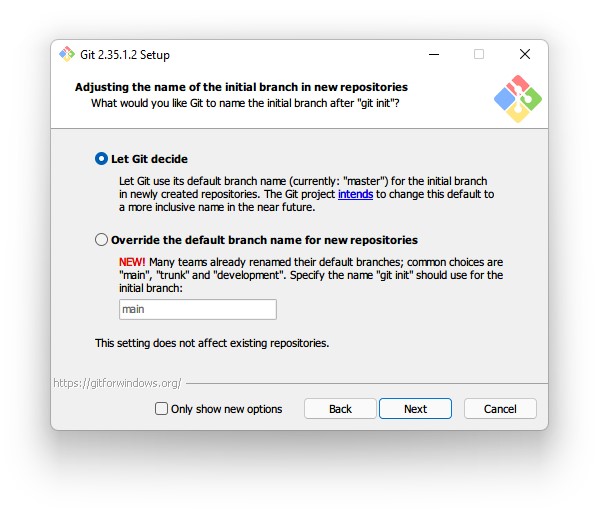 Git 2.35.1.2 Setup
Adjusting the name of the initial branch in new repositories
What would you like Git to name the initial branch after "git init"?
Let Git decide
Let Git use its default branch name (currently: "master") for the initial branch
in newly created repositories. The Git project intends to change this default to
a more inclusive name in the near future.
Override the default branch name for new repositories
NEW! Many teams already renamed their default branches; common choices are
"main", "trunk" and "development". Specify the name "git init" should use for the
initial branch:
main
This setting does not affect existing repositories.
https://gitforwindows.org/
Only show new options
Back
Next
Cancel